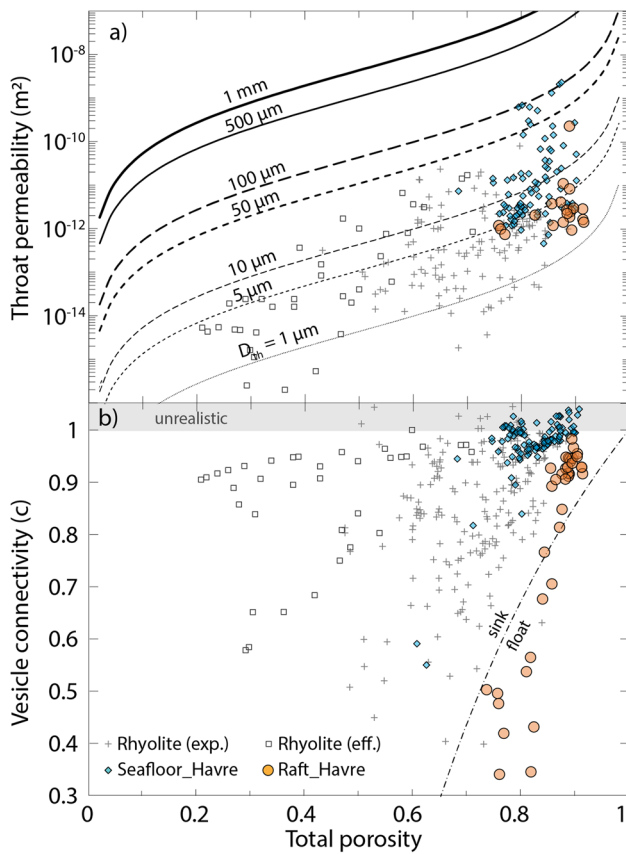 a)
Throat permeability (m²)
10⁻⁸
10⁻¹⁰
10⁻¹²
10⁻¹⁴
1 mm
500 µm
100 µm
50 µm
10 µm
5 µm
Dth = 1 µm
b)
unrealistic
Vesicle connectivity (c)
1
0.9
0.8
0.7
0.6
0.5
0.4
0.3
sink
float
Rhyolite (exp.)
Rhyolite (eff.)
Seafloor_Havre
Raft_Havre
0
0.2
0.4
0.6
0.8
1
Total porosity